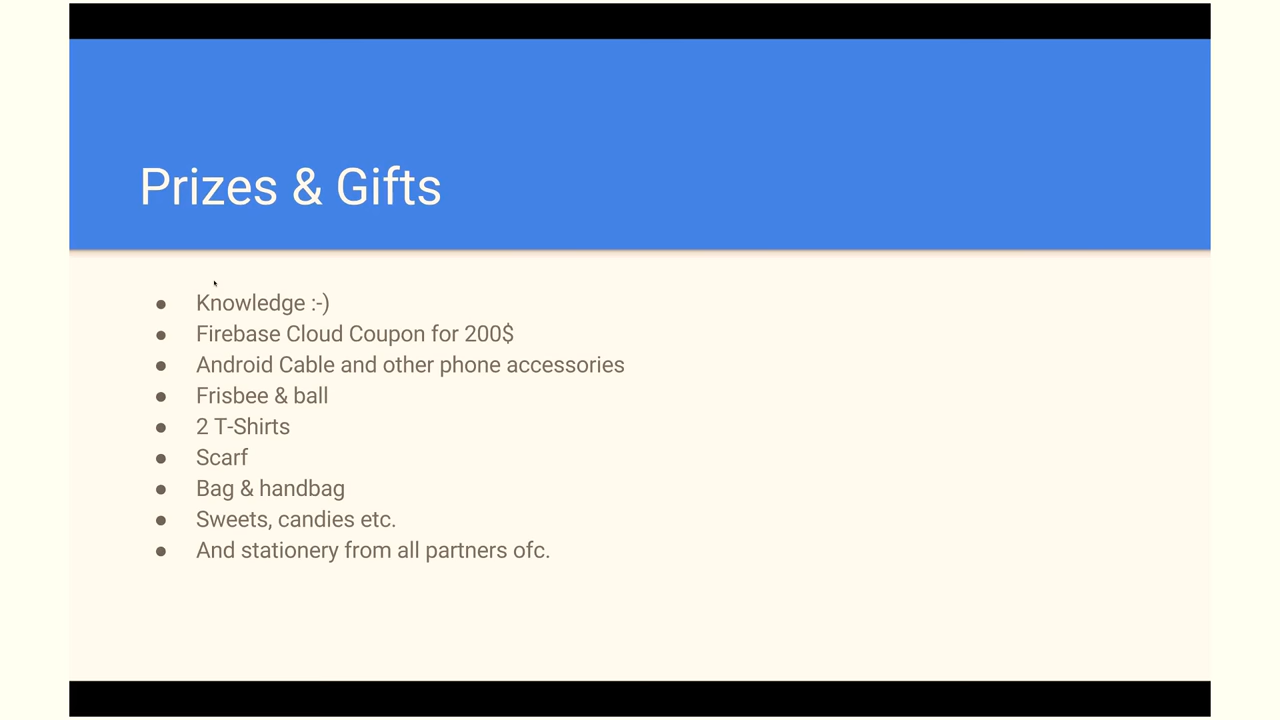 Prizes & Gifts
● Knowledge :-)
● Firebase Cloud Coupon for 200$
● Android Cable and other phone accessories
● Frisbee & ball
● 2 T-Shirts
● Scarf
● Bag & handbag
● Sweets, candies etc.
● And stationery from all partners ofc.